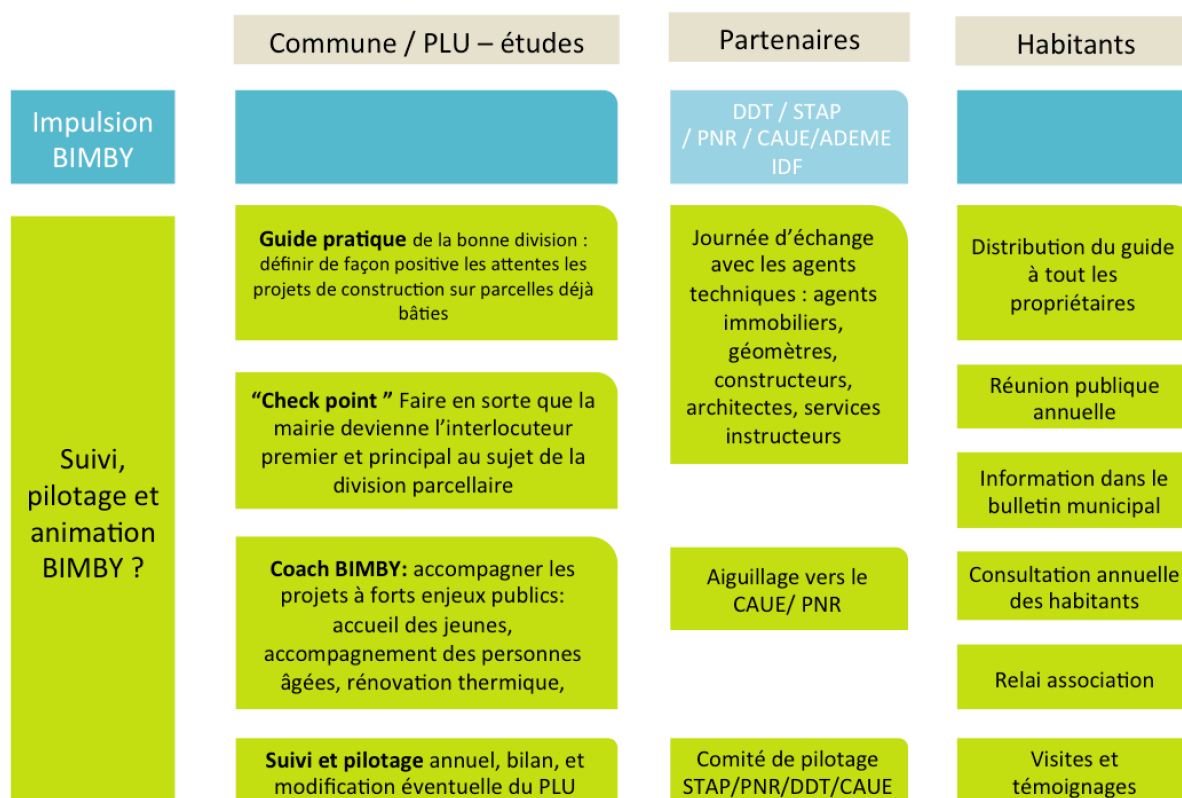 Commune / PLU – études
Partenaires
Habitants
Impulsion
BIMBY
DDT / STAP
/ PNR / CAUE/ADEME
IDF
Suivi,
pilotage et
animation
BIMBY ?
Guide pratique de la bonne division :
définir de façon positive les attentes les
projets de construction sur parcelles déjà
bâties
“Check point ” Faire en sorte que la
mairie devienne l’interlocuteur
premier et principal au sujet de la
division parcellaire
Coach BIMBY: accompagner les
projets à forts enjeux publics:
accueil des jeunes,
accompagnement des personnes
âgées, rénovation thermique,
Suivi et pilotage annuel, bilan, et
modification éventuelle du PLU
Journée d’échange
avec les agents
techniques : agents
immobiliers,
géomètres,
constructeurs,
architectes, services
instructeurs
Aiguillage vers le
CAUE/ PNR
Comité de pilotage
STAP/PNR/DDT/CAUE
Distribution du guide
à tout les
propriétaires
Réunion publique
annuelle
Information dans le
bulletin municipal
Consultation annuelle
des habitants
Relai association
Visites et
témoignages